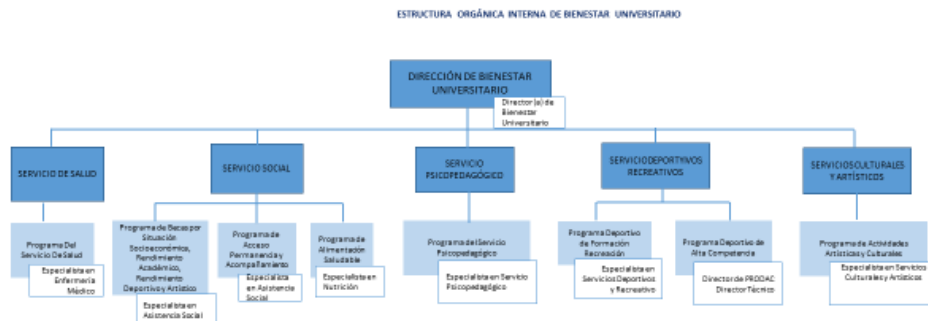 ESTRUCTURA ORGÁNICA INTERNA DE BIENESTAR UNIVERSITARIO
DIRECCIÓN DE BIENESTAR
UNIVERSITARIO
Director(a) de
Bienestar
Universitario
SERVICIO DE SALUD
SERVICIO SOCIAL
SERVICIO
PSICOPEDAGÓGICO
SERVICIO DEPORTYIVOS
RECREATIVOS
SERVICIOS CULTURALES
Y ARTÍSTICOS
Programa Del
Servicio De Salud
Especialista en
Enfermería
Médico
Programa de Becas por
Situación
Socioeconómica,
Rendimiento
Académico,
Rendimiento
Deportivo y Artístico
Especialista en
Asistencia Social
Programa de
Acceso
Permanencia y
Acompañamiento
Especialista
en Asistencia
Social
Programa de
Alimentación
Saludable
Especialista en
Nutrición
Programa del Servicio
Psicopedagógico
Especialista en Servicio
Psicopedagógico
Programa Deportivo
de Formación
Recreación
Especialista en
Servicios Deportivos
y Recreativo
Programa Deportivo de
Alta Competencia
Director de PRODAC
Director Técnico
Programa de Actividades
Artísticas y Culturales
Especialista en Servicios
Culturales y Artísticos